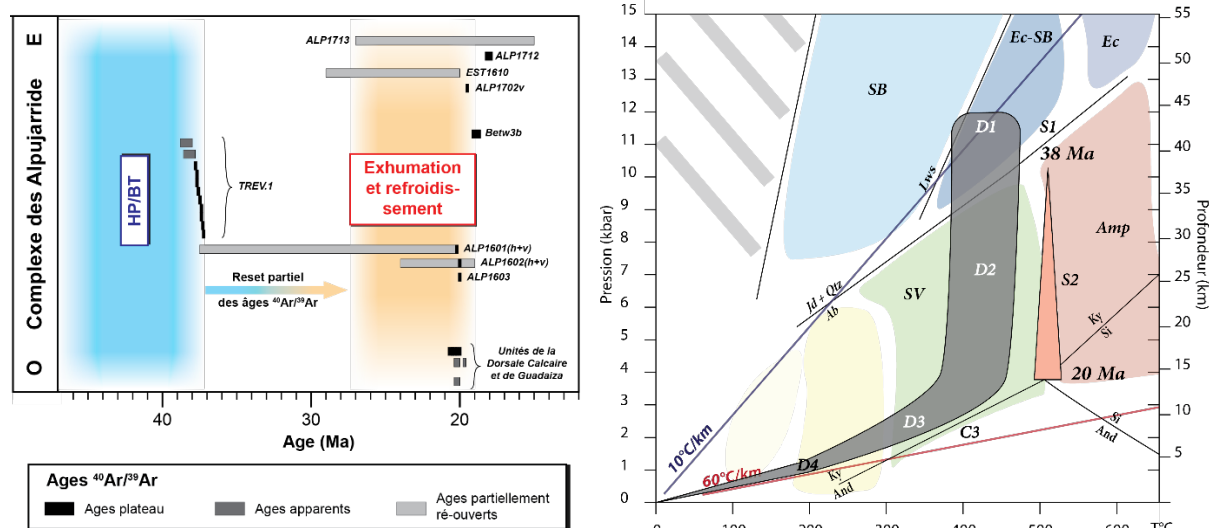 Complexe des Alpujarride
E
O
ALP1713
ALP1712
EST1610
ALP1702v
Betw3b
HP/BT
TREV.1
Exhumation
et refroidis-
sement
ALP1601(h+v)
ALP1602(h+v)
ALP1603
Reset partiel
des âges ⁴⁰Ar/³⁹Ar
Unités de la
Dorsale Calcaire
et de Guadaiza
40 30 20
Age (Ma)
Ages ⁴⁰Ar/³⁹Ar
Ages plateau
Ages apparents
Ages partiellement
ré-ouverts
Pression (kbar)
15
14
13
12
11
10
9
8
7
6
5
4
3
2
1
0
SB
Ec-SB
Ec
D1
S1
38 Ma
Lws
Amp
D2
SV
S2
Jd + Qtz
Ab
Ky
Si
20 Ma
D3
C3
Si
And
10°C/km
60°C/km
D4
Ky
And
55
50
45
40
35
30
25
20
15
10
5
Profondeur (km)
0 200 300 400 500 600 T°C